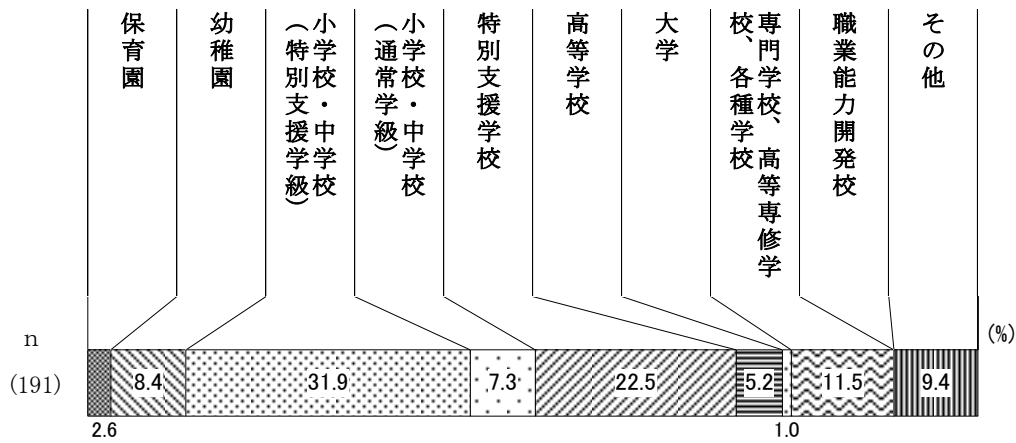 保育園
幼稚園
小学校・中学校
（特別支援学級）
小学校・中学校
（通常学級）
特別支援学校
高等学校
大学
専門学校、高等専修学
校、各種学校
職業能力開発校
その他
(%)
n
(191)
8.4
31.9
7.3
22.5
5.2
11.5
9.4
2.6
1.0